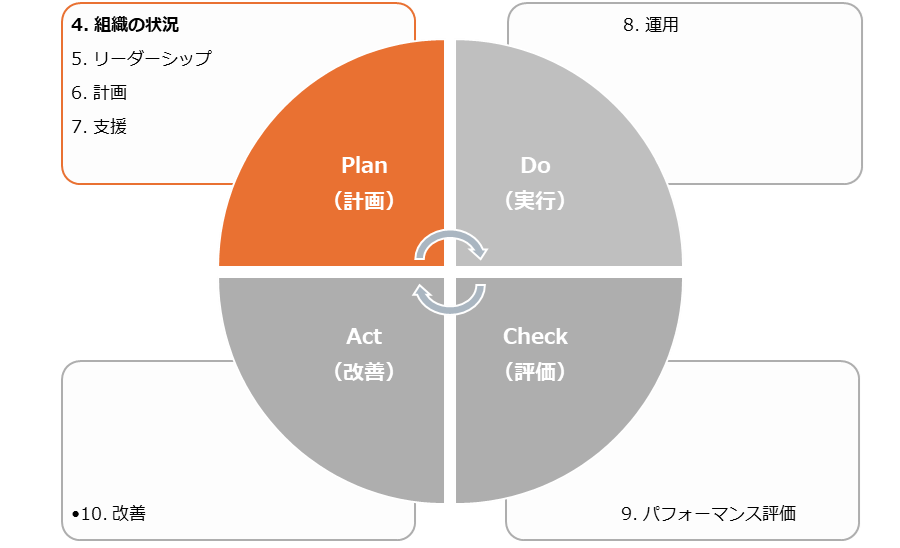 4. 組織の状況
5. リーダーシップ
6. 計画
7. 支援
8. 運用
Plan
（計画）
Do
（実行）
Act
（改善）
Check
（評価）
•10. 改善
9. パフォーマンス評価